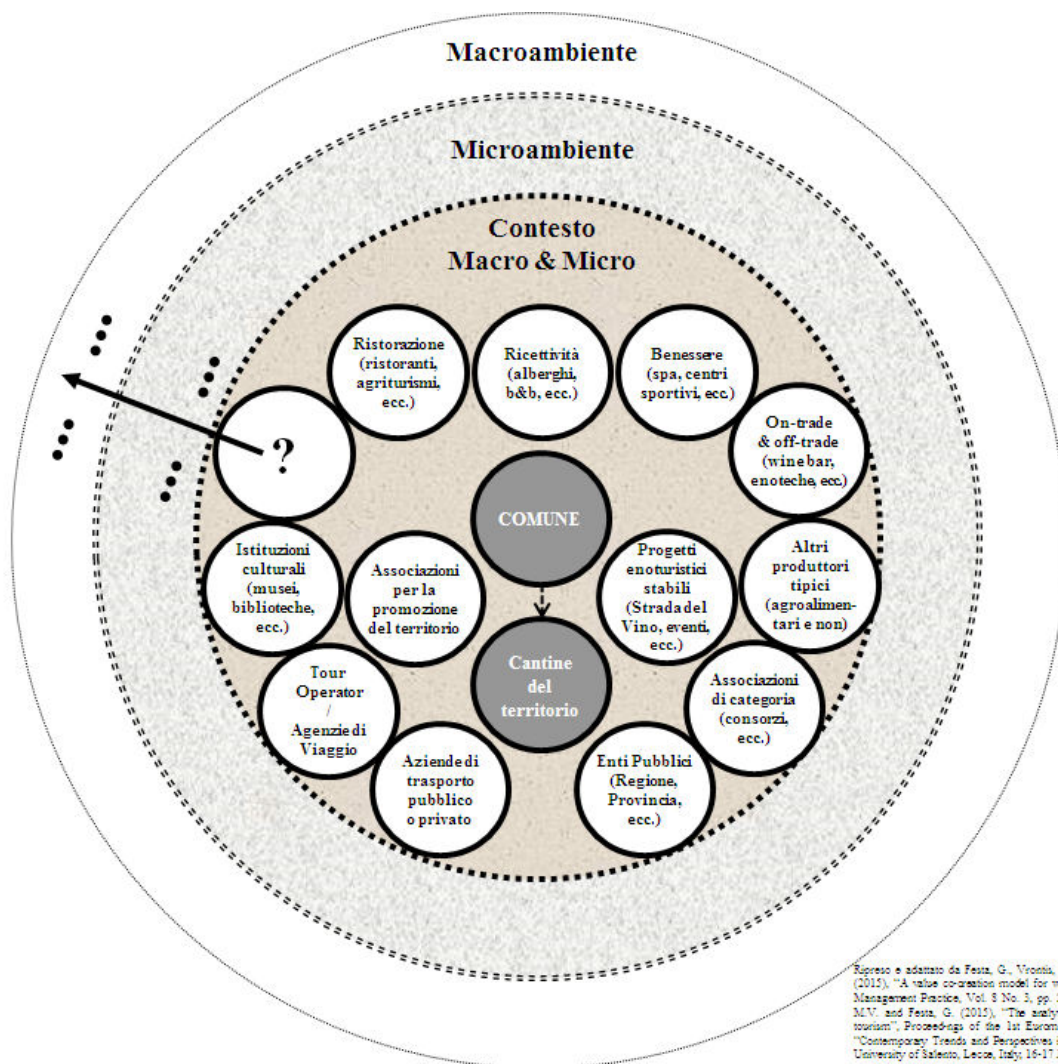 Macroambiente
Microambiente
Contesto
Macro & Micro
Ristorazione
(ristoranti,
agriturismi,
ecc.)
Ricettività
(alberghi,
b&b, ecc.)
Benessere
(spa, centri
sportivi, ecc.)
On-trade
& off-trade
(wine bar,
enoteche, ecc.)
?
COMUNE
Istituzioni
culturali
(musei,
biblioteche,
ecc.)
Associazioni
per la
promozione
del territorio
Progetti
enoturistici
stabili
(Strada del
Vino, eventi,
ecc.)
Altri
produttori
tipici
(agroalimen-
tari e non)
Cantine
del
territorio
Tour
Operator
/
Agenzie di
Viaggio
Associazioni
di categoria
(consorzi,
ecc.)
Aziende di
trasporto
pubblico
o privato
Enti Pubblici
(Regione,
Provincia,
ecc.)
Ripreso e adattato da Festa, G., Vrontis,
(2015), "A value co-creation model for w
Management Practice, Vol. 8 No. 3, pp.
M.V. and Festa, G. (2015), "The analy
tourism", Proceedings of the 1st Eurom
"Contemporary Trends and Perspectives
University of Salento, Lecce, Italy, 16-17